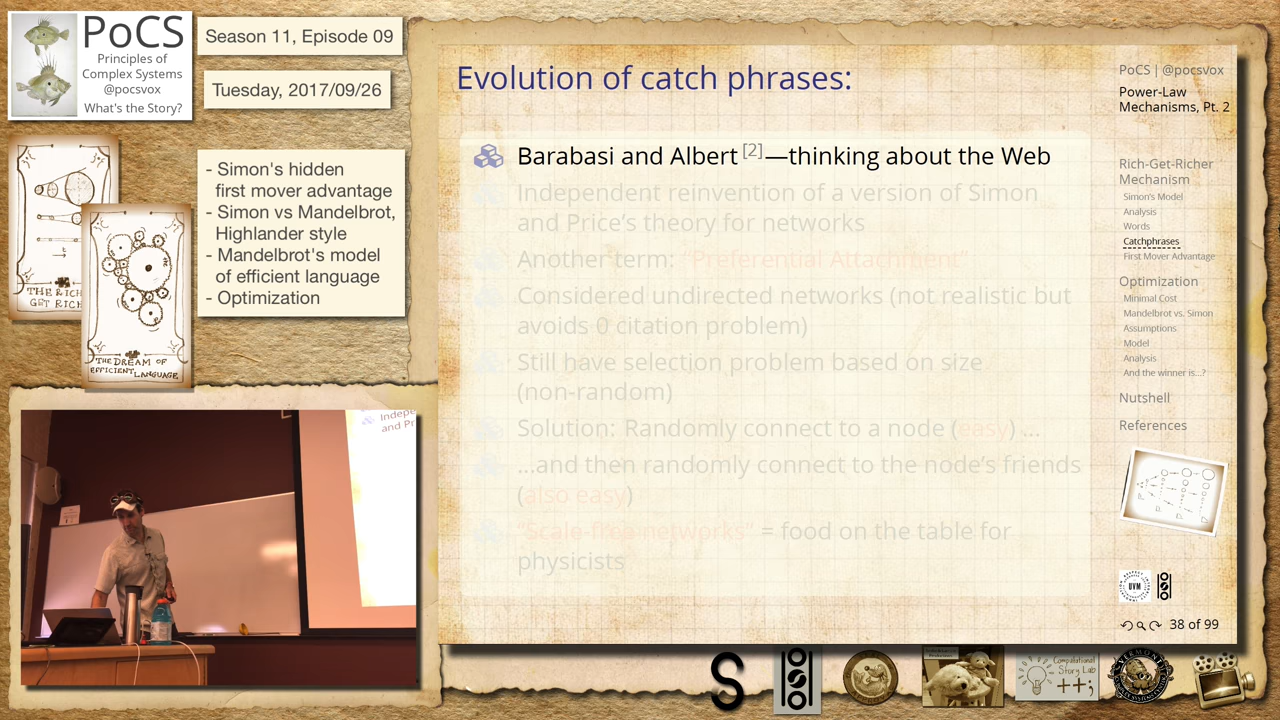 PoCS
Principles of
Complex Systems
@pocsvox
What's the Story?
Season 11, Episode 09
Tuesday, 2017/09/26
- Simon's hidden
first mover advantage
- Simon vs Mandelbrot,
Highlander style
- Mandelbrot's model
of efficient language
- Optimization
THE RICH
GET RICH
THE DREAM OF
EFFICIENT LANGUAGE
Indepe
and Pr
Evolution of catch phrases:
Barabasi and Albert [2]—thinking about the Web
Independent reinvention of a version of Simon
and Price's theory for networks
Another term: "Preferential Attachment"
Considered undirected networks (not realistic but
avoids 0 citation problem)
Still have selection problem based on size
(non-random)
Solution: Randomly connect to a node (easy) ...
...and then randomly connect to the node's friends
(also easy)
"Scale-free networks" = food on the table for
physicists
PoCS | @pocsvox
Power-Law
Mechanisms, Pt. 2
Rich-Get-Richer
Mechanism
Simon's Model
Analysis
Words
Catchphrases
First Mover Advantage
Optimization
Minimal Cost
Mandelbrot vs. Simon
Assumptions
Model
Analysis
And the winner is...?
Nutshell
References
UVM
38 of 99
S
Computational
Story Lab
++;
VERMONT